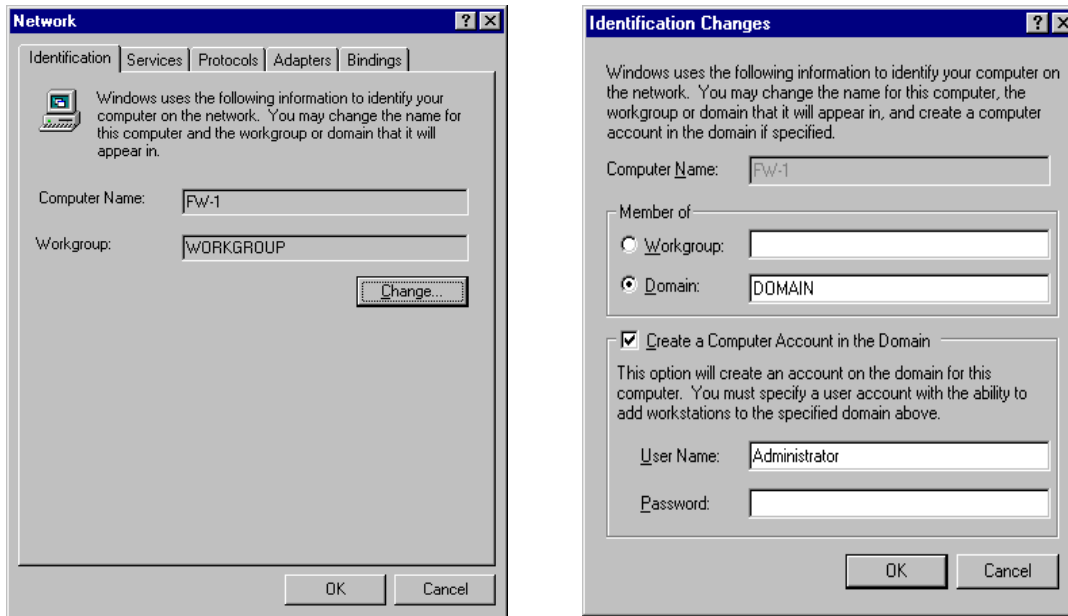 Network
Identification Services Protocols Adapters Bindings
Windows uses the following information to identify your
computer on the network. You may change the name for
this computer and the workgroup or domain that it will
appear in.
Computer Name: FW-1
Workgroup: WORKGROUP
Change...
OK Cancel
Identification Changes
Windows uses the following information to identify your computer on
the network. You may change the name for this computer, the
workgroup or domain that it will appear in, and create a computer
account in the domain if specified.
Computer Name: FW-1
Member of
Workgroup:
Domain: DOMAIN
Create a Computer Account in the Domain
This option will create an account on the domain for this
computer. You must specify a user account with the ability to
add workstations to the specified domain above.
User Name: Administrator
Password:
OK Cancel